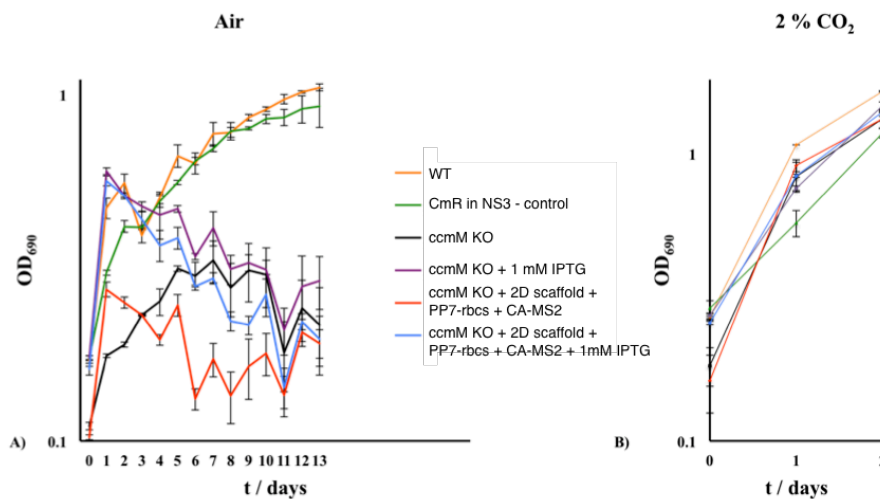 Air
2 % CO₂
1
0.1
OD₆₉₀
0 1 2 3 4 5 6 7 8 9 10 11 12 13
t / days
A)
WT
CmR in NS3 - control
ccmM KO
ccmM KO + 1 mM IPTG
ccmM KO + 2D scaffold +
PP7-rbcs + CA-MS2
ccmM KO + 2D scaffold +
PP7-rbcs + CA-MS2 + 1mM IPTG
1
0.1
OD₆₉₀
0 1
t / days
B)